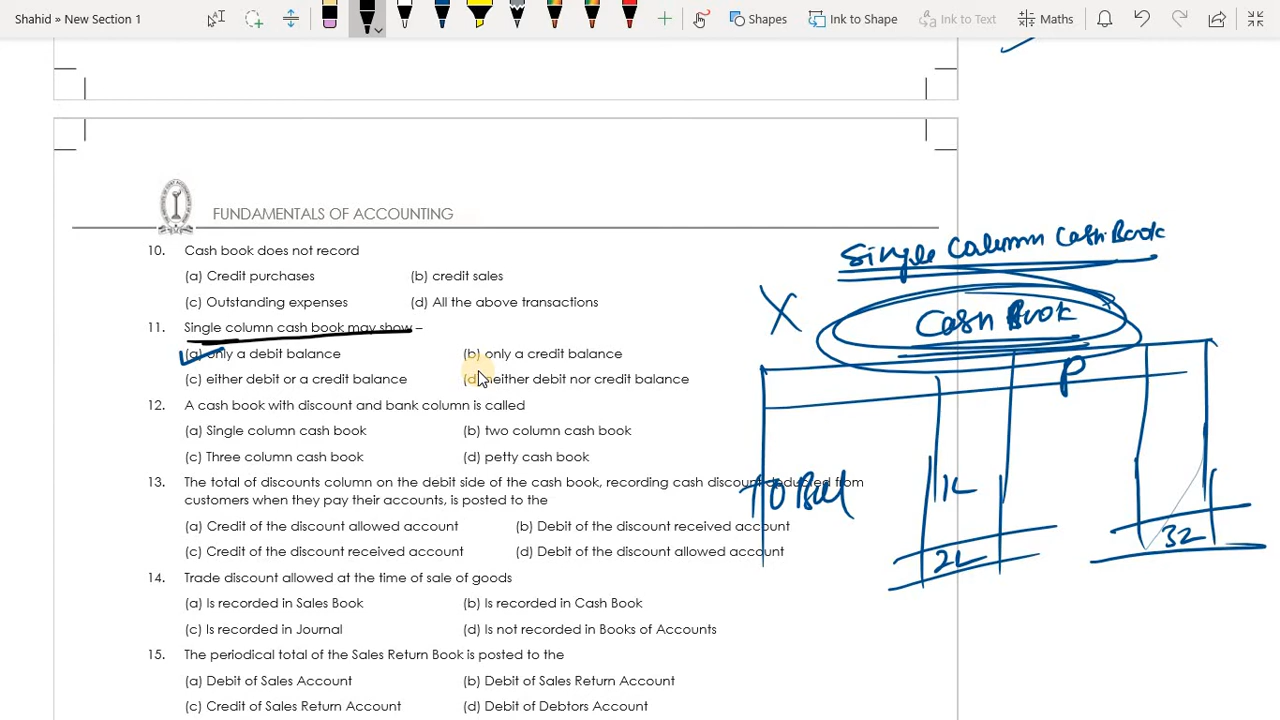 Shahid » New Section 1
Shapes
Ink to Shape
Ink to Text
Maths
FUNDAMENTALS OF ACCOUNTING
10. Cash book does not record
(a) Credit purchases (b) credit sales
(c) Outstanding expenses (d) All the above transactions
11. Single column cash book may show –
(a) only a debit balance (b) only a credit balance
(c) either debit or a credit balance (d) neither debit nor credit balance
12. A cash book with discount and bank column is called
(a) Single column cash book (b) two column cash book
(c) Three column cash book (d) petty cash book
13. The total of discounts column on the debit side of the cash book, recording cash discount deducted from
customers when they pay their accounts, is posted to the
(a) Credit of the discount allowed account (b) Debit of the discount received account
(c) Credit of the discount received account (d) Debit of the discount allowed account
14. Trade discount allowed at the time of sale of goods
(a) Is recorded in Sales Book (b) Is recorded in Cash Book
(c) Is recorded in Journal (d) Is not recorded in Books of Accounts
15. The periodical total of the Sales Return Book is posted to the
(a) Debit of Sales Account (b) Debit of Sales Return Account
(c) Credit of Sales Return Account (d) Debit of Debtors Account
Single Column Cash Book
X Cash Book
P
TO Bal 1L
2L 32